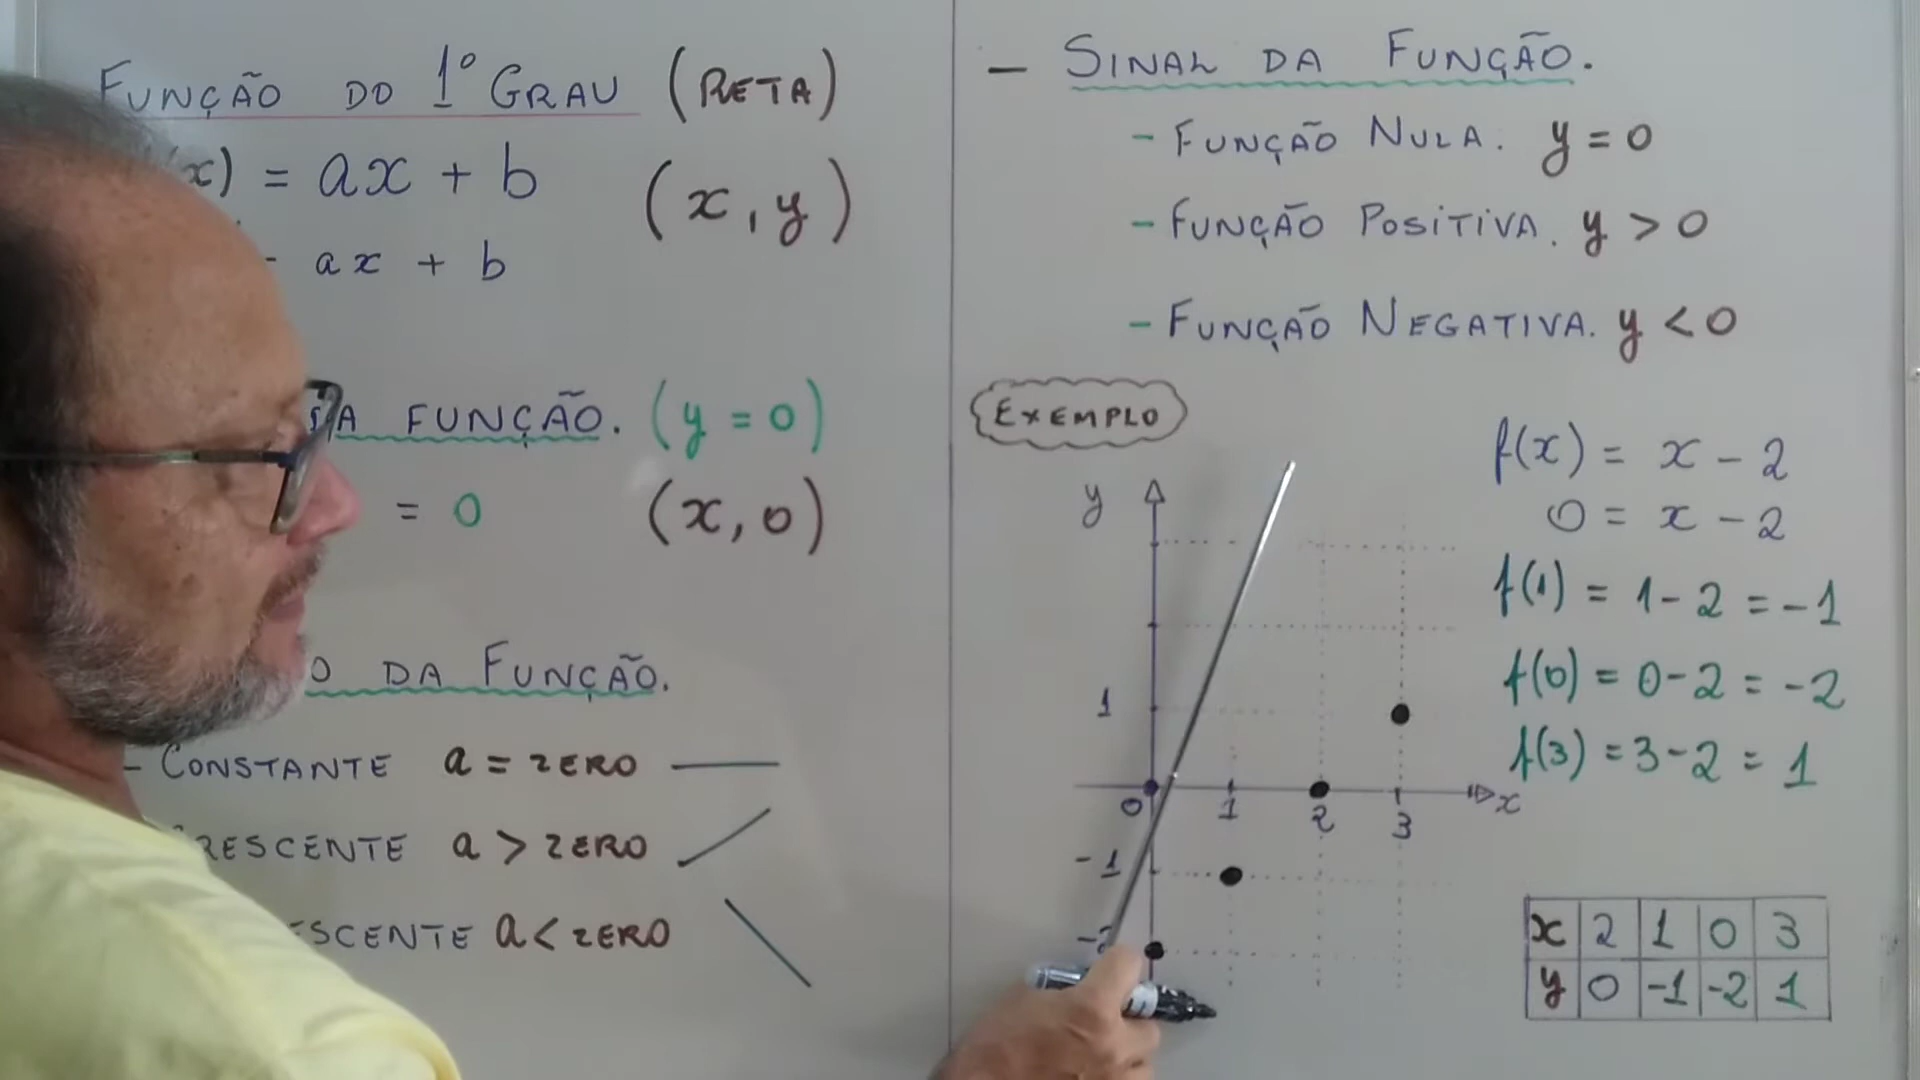 FUNÇÃO DO 1º GRAU (RETA)
(x) = ax + b (x, y)
ax + b
FUNÇÃO. (y = 0)
= 0 (x, 0)
DA FUNÇÃO.
- CONSTANTE a = ZERO
RESCENTE a > ZERO
ESCENTE a < ZERO
- SINAL DA FUNÇÃO.
- FUNÇÃO NULA. y = 0
- FUNÇÃO POSITIVA. y > 0
- FUNÇÃO NEGATIVA. y < 0
EXEMPLO
f(x) = x - 2
0 = x - 2
f(1) = 1 - 2 = -1
f(0) = 0 - 2 = -2
f(3) = 3 - 2 = 1
y
1
0 1 2 3 x
-1
x 2 1 0 3
y 0 -1 -2 1